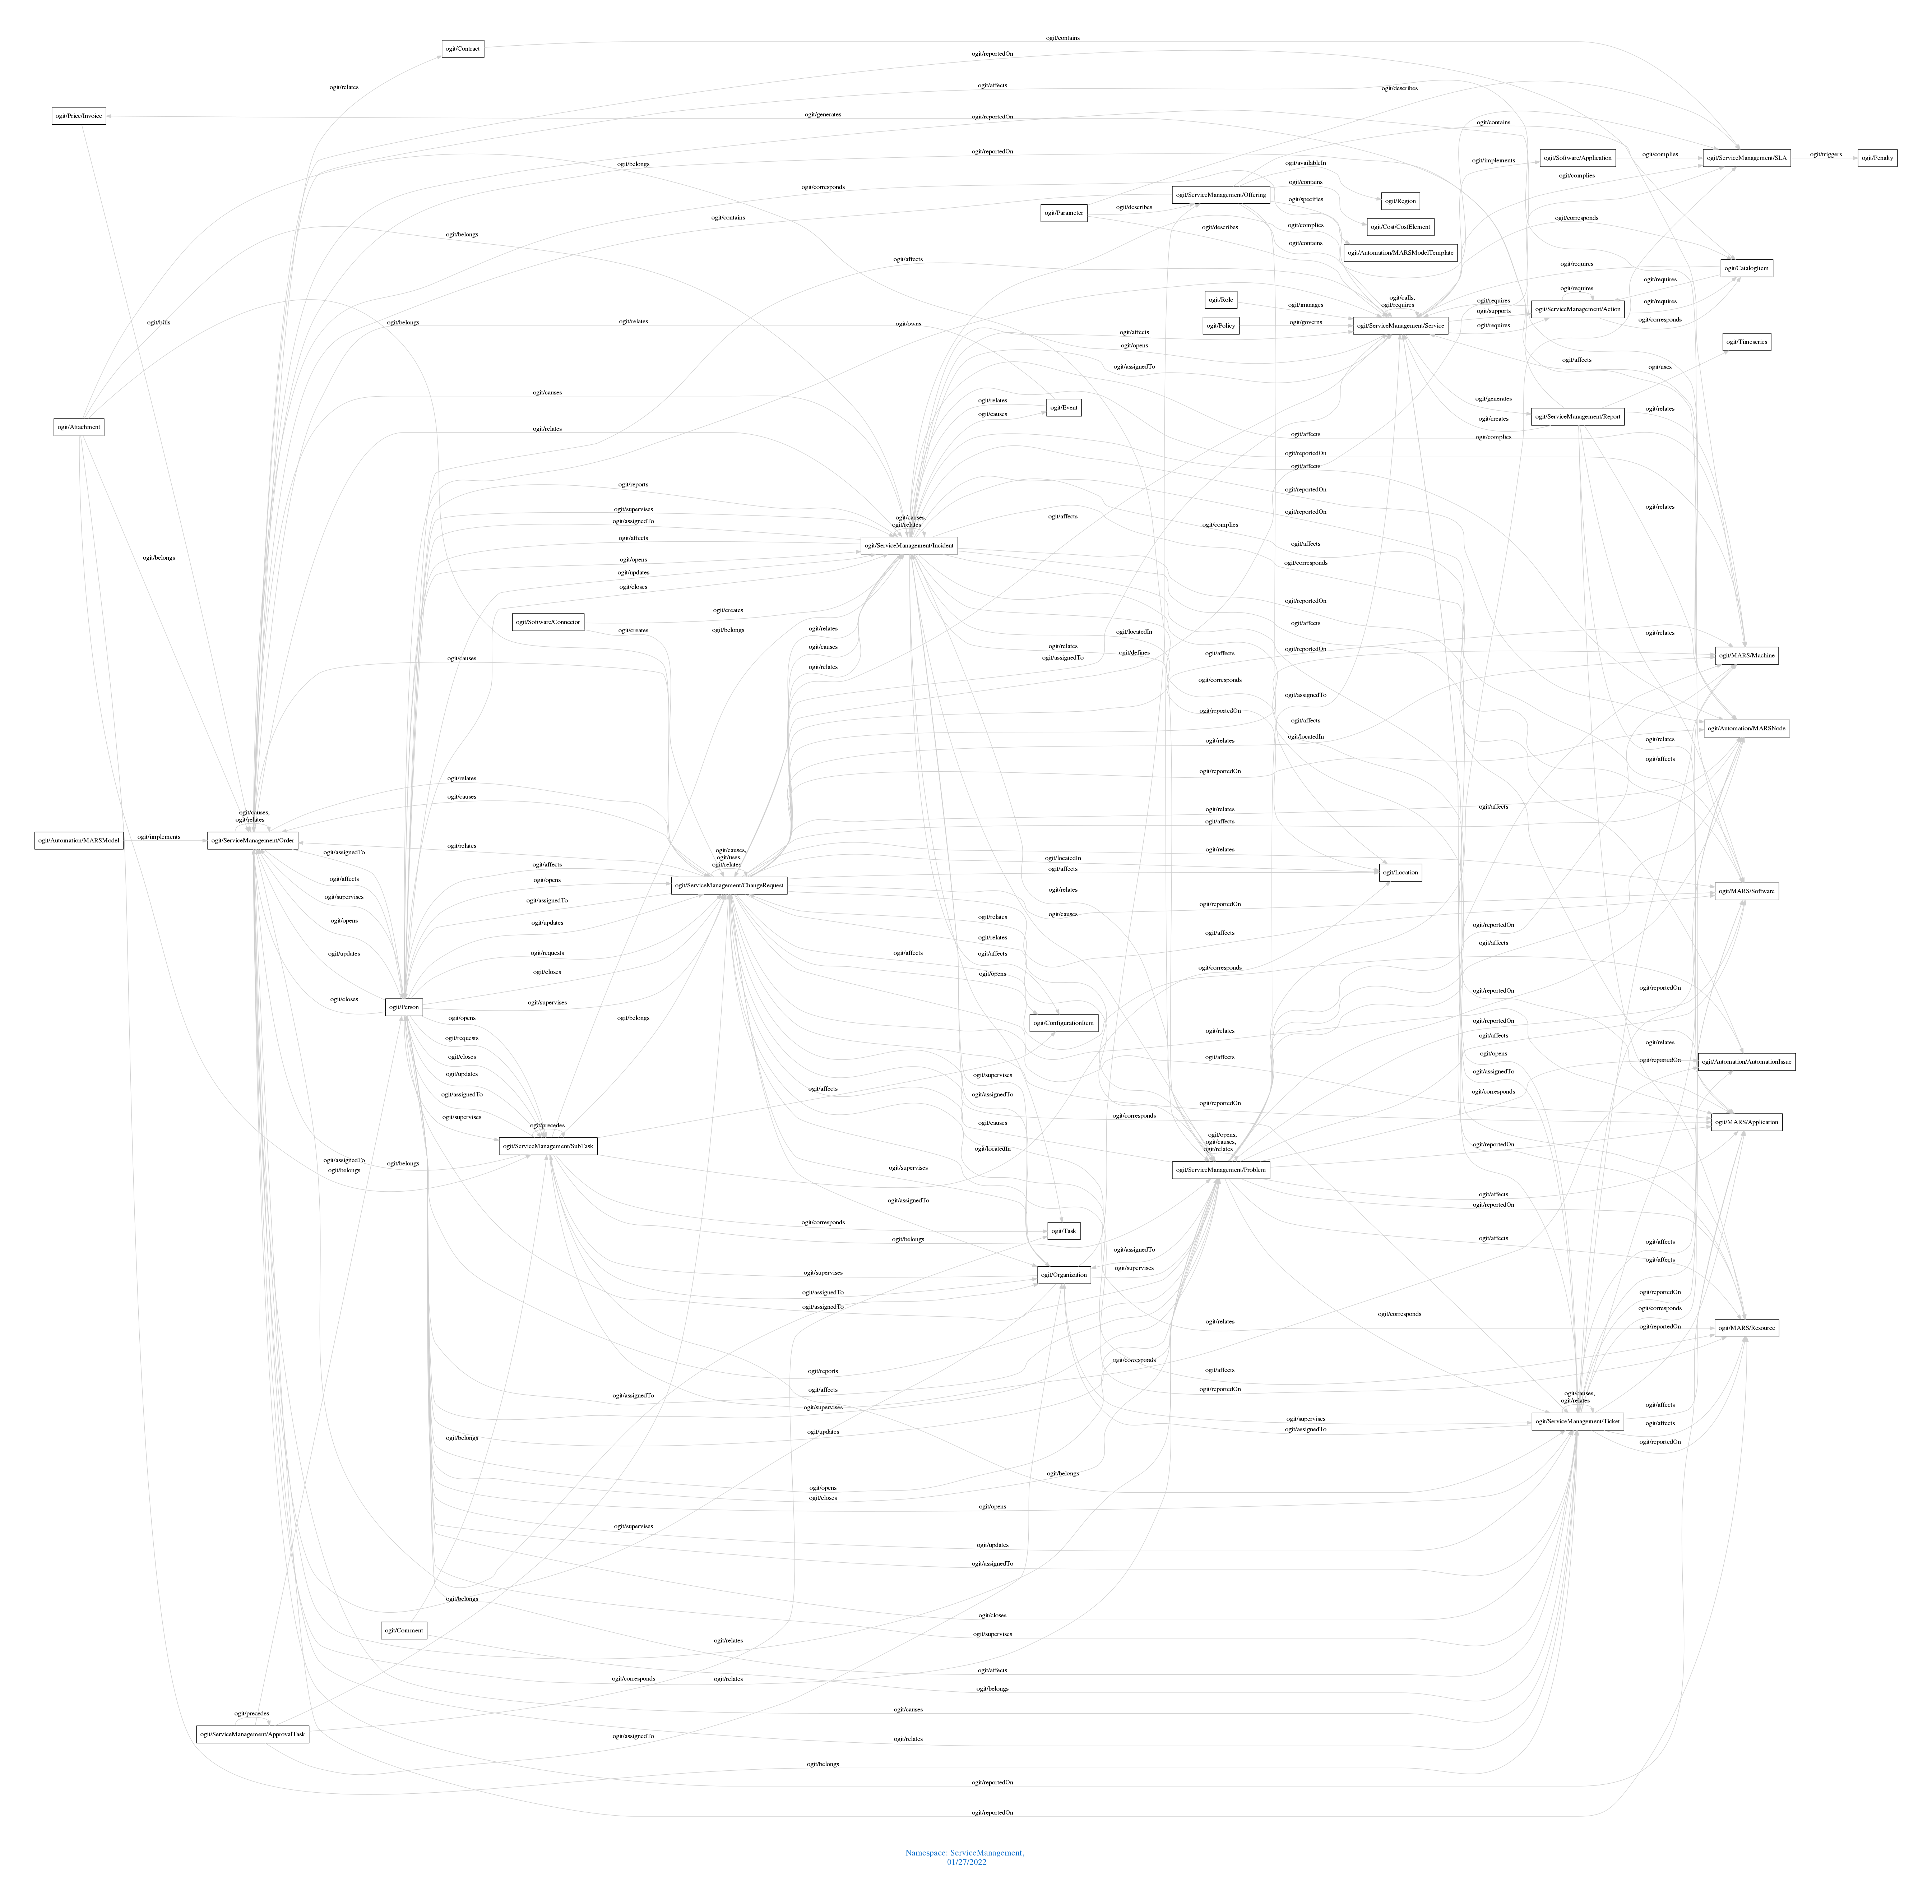 ogit/Contract
ogit/contains
ogit/reportedOn
ogit/relates
ogit/affects
ogit/describes
ogit/Price/Invoice
ogit/generates
ogit/reportedOn
ogit/contains
ogit/reportedOn
ogit/belongs
ogit/availableIn
ogit/implements
ogit/Software/Application
ogit/complies
ogit/ServiceManagement/SLA
ogit/triggers
ogit/Penalty
ogit/corresponds
ogit/ServiceManagement/Offering
ogit/contains
ogit/complies
ogit/Parameter
ogit/describes
ogit/specifies
ogit/Region
ogit/contains
ogit/describes
ogit/complies
ogit/Cost/CostElement
ogit/corresponds
ogit/belongs
ogit/contains
ogit/Automation/MARSModelTemplate
ogit/affects
ogit/requires
ogit/CatalogItem
ogit/requires
ogit/requires
ogit/Role
ogit/manages
ogit/calls,
ogit/requires
ogit/requires
ogit/requires
ogit/ServiceManagement/Action
ogit/supports
ogit/bills
ogit/belongs
ogit/relates
ogit/owns
ogit/Policy
ogit/governs
ogit/ServiceManagement/Service
ogit/requires
ogit/corresponds
ogit/affects
ogit/opens
ogit/Timeseries
ogit/assignedTo
ogit/affects
ogit/uses
ogit/causes
ogit/relates
ogit/Event
ogit/causes
ogit/generates
ogit/ServiceManagement/Report
ogit/relates
ogit/creates
ogit/Attachment
ogit/relates
ogit/affects
ogit/complies
ogit/reportedOn
ogit/affects
ogit/reports
ogit/reportedOn
ogit/relates
ogit/supervises
ogit/reportedOn
ogit/assignedTo
ogit/causes,
ogit/relates
ogit/affects
ogit/complies
ogit/affects
ogit/ServiceManagement/Incident
ogit/affects
ogit/belongs
ogit/opens
ogit/corresponds
ogit/updates
ogit/closes
ogit/reportedOn
ogit/creates
ogit/Software/Connector
ogit/affects
ogit/creates
ogit/belongs
ogit/relates
ogit/locatedIn
ogit/relates
ogit/causes
ogit/relates
ogit/reportedOn
ogit/causes
ogit/assignedTo
ogit/defines
ogit/affects
ogit/MARS/Machine
ogit/relates
ogit/corresponds
ogit/assignedTo
ogit/reportedOn
ogit/affects
ogit/Automation/MARSNode
ogit/relates
ogit/locatedIn
ogit/relates
ogit/affects
ogit/relates
ogit/reportedOn
ogit/causes
ogit/relates
ogit/affects
ogit/causes,
ogit/relates
ogit/affects
ogit/Automation/MARSModel
ogit/implements
ogit/ServiceManagement/Order
ogit/relates
ogit/assignedTo
ogit/causes,
ogit/uses,
ogit/relates
ogit/relates
ogit/affects
ogit/locatedIn
ogit/affects
ogit/Location
ogit/affects
ogit/opens
ogit/ServiceManagement/ChangeRequest
ogit/relates
ogit/MARS/Software
ogit/supervises
ogit/assignedTo
ogit/reportedOn
ogit/opens
ogit/updates
ogit/relates
ogit/causes
ogit/reportedOn
ogit/relates
ogit/affects
ogit/affects
ogit/updates
ogit/requests
ogit/affects
ogit/affects
ogit/corresponds
ogit/closes
ogit/opens
ogit/closes
ogit/Person
ogit/supervises
ogit/reportedOn
ogit/reportedOn
ogit/opens
ogit/belongs
ogit/ConfigurationItem
ogit/reportedOn
ogit/relates
ogit/requests
ogit/affects
ogit/relates
ogit/closes
ogit/affects
ogit/opens
ogit/reportedOn
ogit/Automation/AutomationIssue
ogit/updates
ogit/supervises
ogit/assignedTo
ogit/assignedTo
ogit/affects
ogit/assignedTo
ogit/corresponds
ogit/reportedOn
ogit/supervises
ogit/precedes
ogit/causes
ogit/corresponds
ogit/MARS/Application
ogit/ServiceManagement/SubTask
ogit/locatedIn
ogit/opens,
ogit/causes,
ogit/relates
ogit/reportedOn
ogit/assignedTo
ogit/belongs
ogit/belongs
ogit/supervises
ogit/ServiceManagement/Problem
ogit/assignedTo
ogit/affects
ogit/reportedOn
ogit/corresponds
ogit/Task
ogit/belongs
ogit/affects
ogit/affects
ogit/assignedTo
ogit/affects
ogit/supervises
ogit/Organization
ogit/supervises
ogit/assignedTo
ogit/reportedOn
ogit/assignedTo
ogit/corresponds
ogit/corresponds
ogit/relates
ogit/reportedOn
ogit/MARS/Resource
ogit/corresponds
ogit/reports
ogit/affects
ogit/affects
ogit/reportedOn
ogit/assignedTo
ogit/causes,
ogit/relates
ogit/supervises
ogit/affects
ogit/supervises
ogit/ServiceManagement/Ticket
ogit/affects
ogit/updates
ogit/assignedTo
ogit/belongs
ogit/reportedOn
ogit/belongs
ogit/opens
ogit/closes
ogit/opens
ogit/supervises
ogit/updates
ogit/assignedTo
ogit/belongs
ogit/closes
ogit/Comment
ogit/supervises
ogit/relates
ogit/affects
ogit/corresponds
ogit/relates
ogit/belongs
ogit/causes
ogit/precedes
ogit/ServiceManagement/ApprovalTask
ogit/assignedTo
ogit/relates
ogit/belongs
ogit/reportedOn
ogit/reportedOn
Namespace: ServiceManagement,
01/27/2022